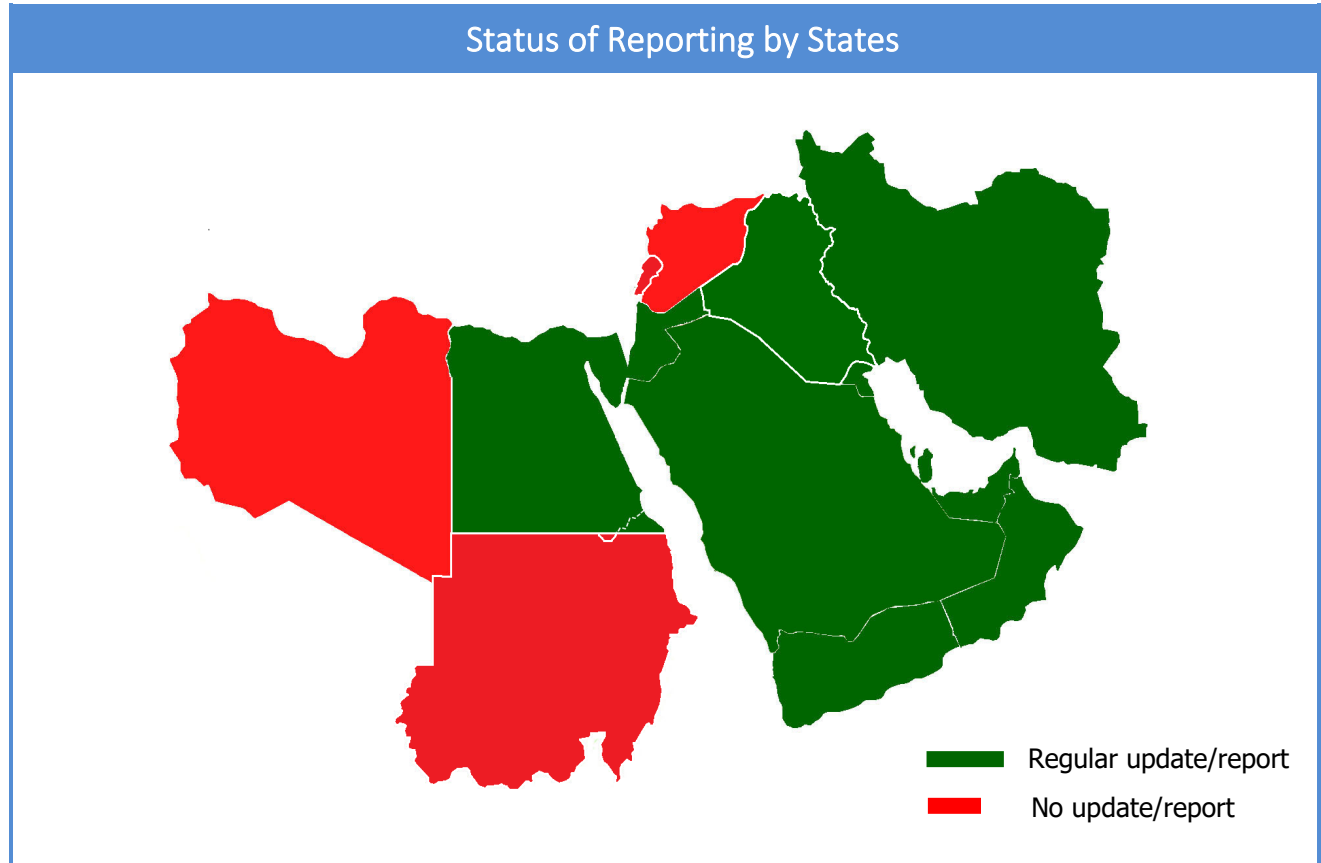 Status of Reporting by States
Regular update/report
No update/report